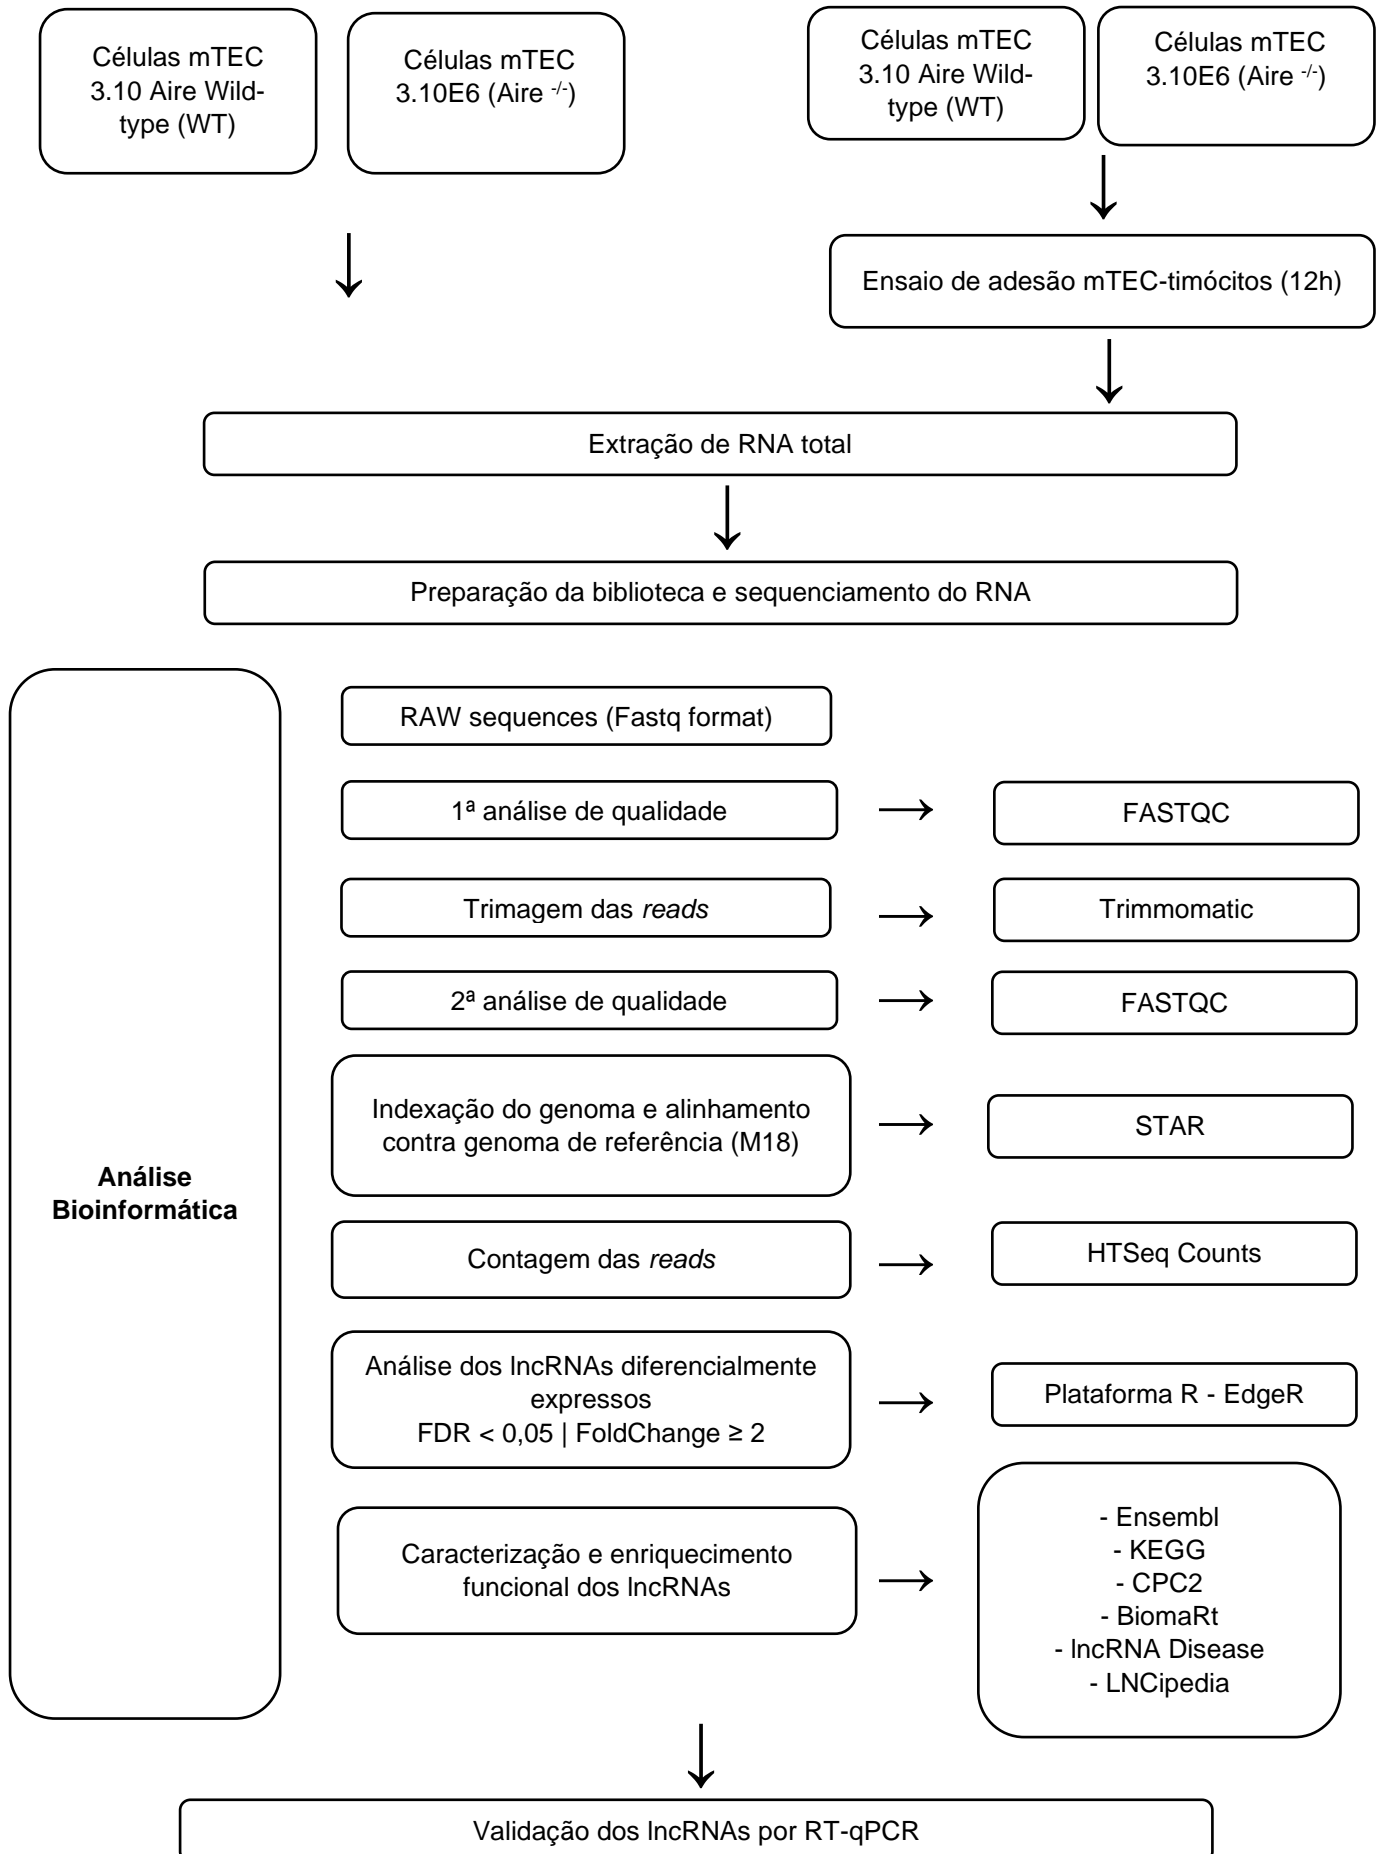 Células mTEC
3.10 Aire Wild-
type (WT)
Células mTEC
3.10E6 (Aire -/-)
Células mTEC
3.10 Aire Wild-
type (WT)
Células mTEC
3.10E6 (Aire -/-)
Ensaio de adesão mTEC-timócitos (12h)
Extração de RNA total
Preparação da biblioteca e sequenciamento do RNA
Análise
Bioinformática
RAW sequences (Fastq format)
1ª análise de qualidade
FASTQC
Trimagem das reads
Trimmomatic
2ª análise de qualidade
FASTQC
Indexação do genoma e alinhamento
contra genoma de referência (M18)
STAR
Contagem das reads
HTSeq Counts
Análise dos lncRNAs diferencialmente
expressos
FDR < 0,05 | FoldChange ≥ 2
Plataforma R - EdgeR
Caracterização e enriquecimento
funcional dos lncRNAs
- Ensembl
- KEGG
- CPC2
- BiomaRt
- lncRNA Disease
- LNCipedia
Validação dos lncRNAs por RT-qPCR